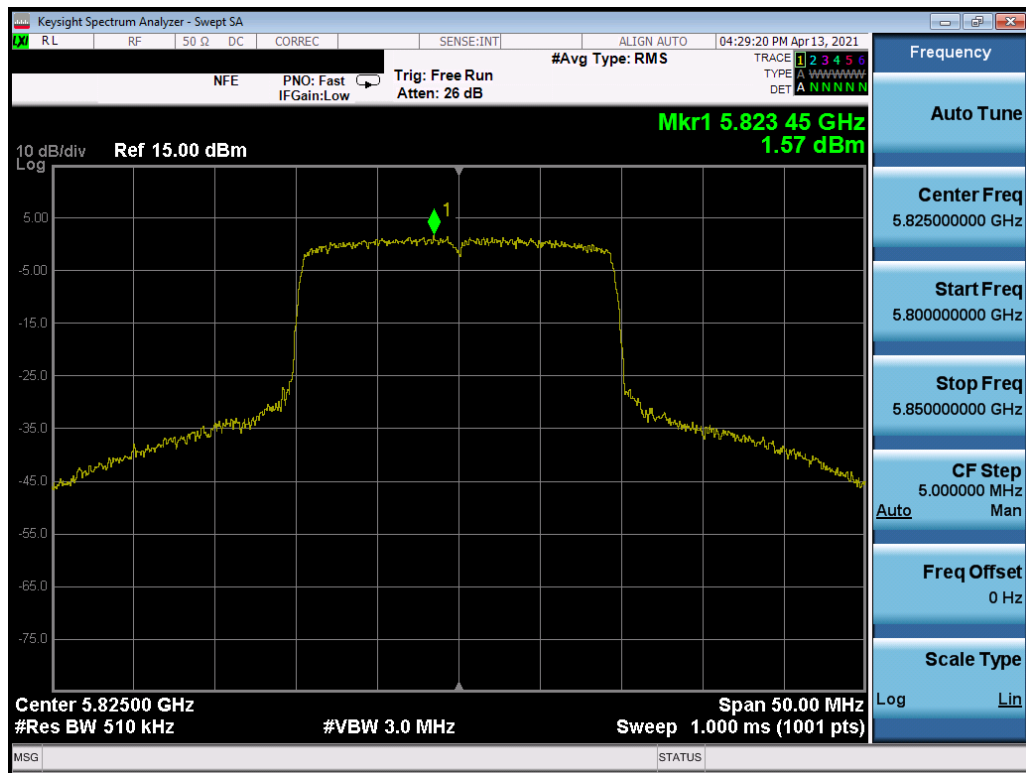 Keysight Spectrum Analyzer - Swept SA
LXI RL RF 50 Ω DC CORREC SENSE:INT ALIGN AUTO 04:29:20 PM Apr 13, 2021
NFE PNO: Fast Trig: Free Run #Avg Type: RMS TRACE 1 2 3 4 5 6
IFGain:Low Atten: 26 dB TYPE A WWWWW
DET A N N N N N
Mkr1 5.823 45 GHz
1.57 dBm
10 dB/div Ref 15.00 dBm
Log
1
5.00
-5.00
-15.0
-25.0
-35.0
-45.0
-55.0
-65.0
-75.0
Center 5.82500 GHz Span 50.00 MHz
#Res BW 510 kHz #VBW 3.0 MHz Sweep 1.000 ms (1001 pts)
MSG STATUS
Frequency
Auto Tune
Center Freq
5.825000000 GHz
Start Freq
5.800000000 GHz
Stop Freq
5.850000000 GHz
CF Step
5.000000 MHz
Auto Man
Freq Offset
0 Hz
Scale Type
Log Lin